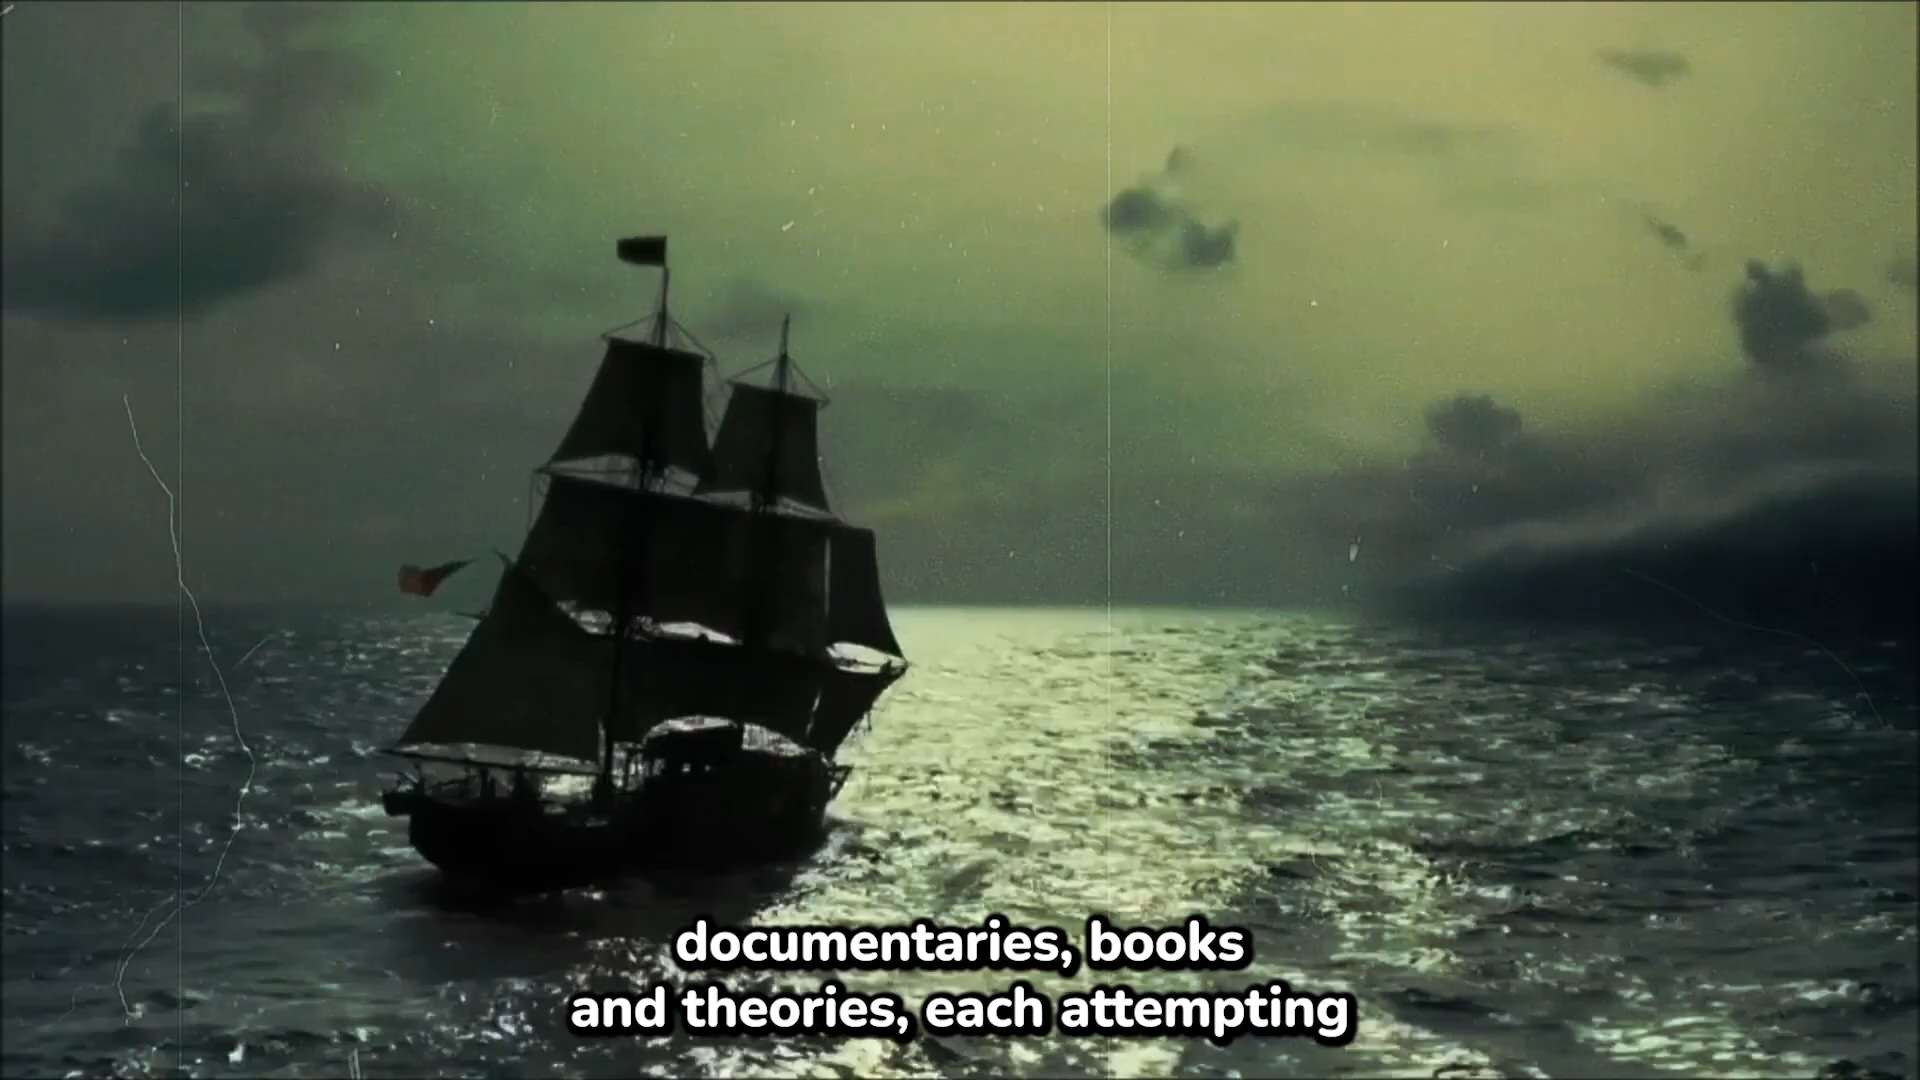 documentaries, books
and theories, each attempting